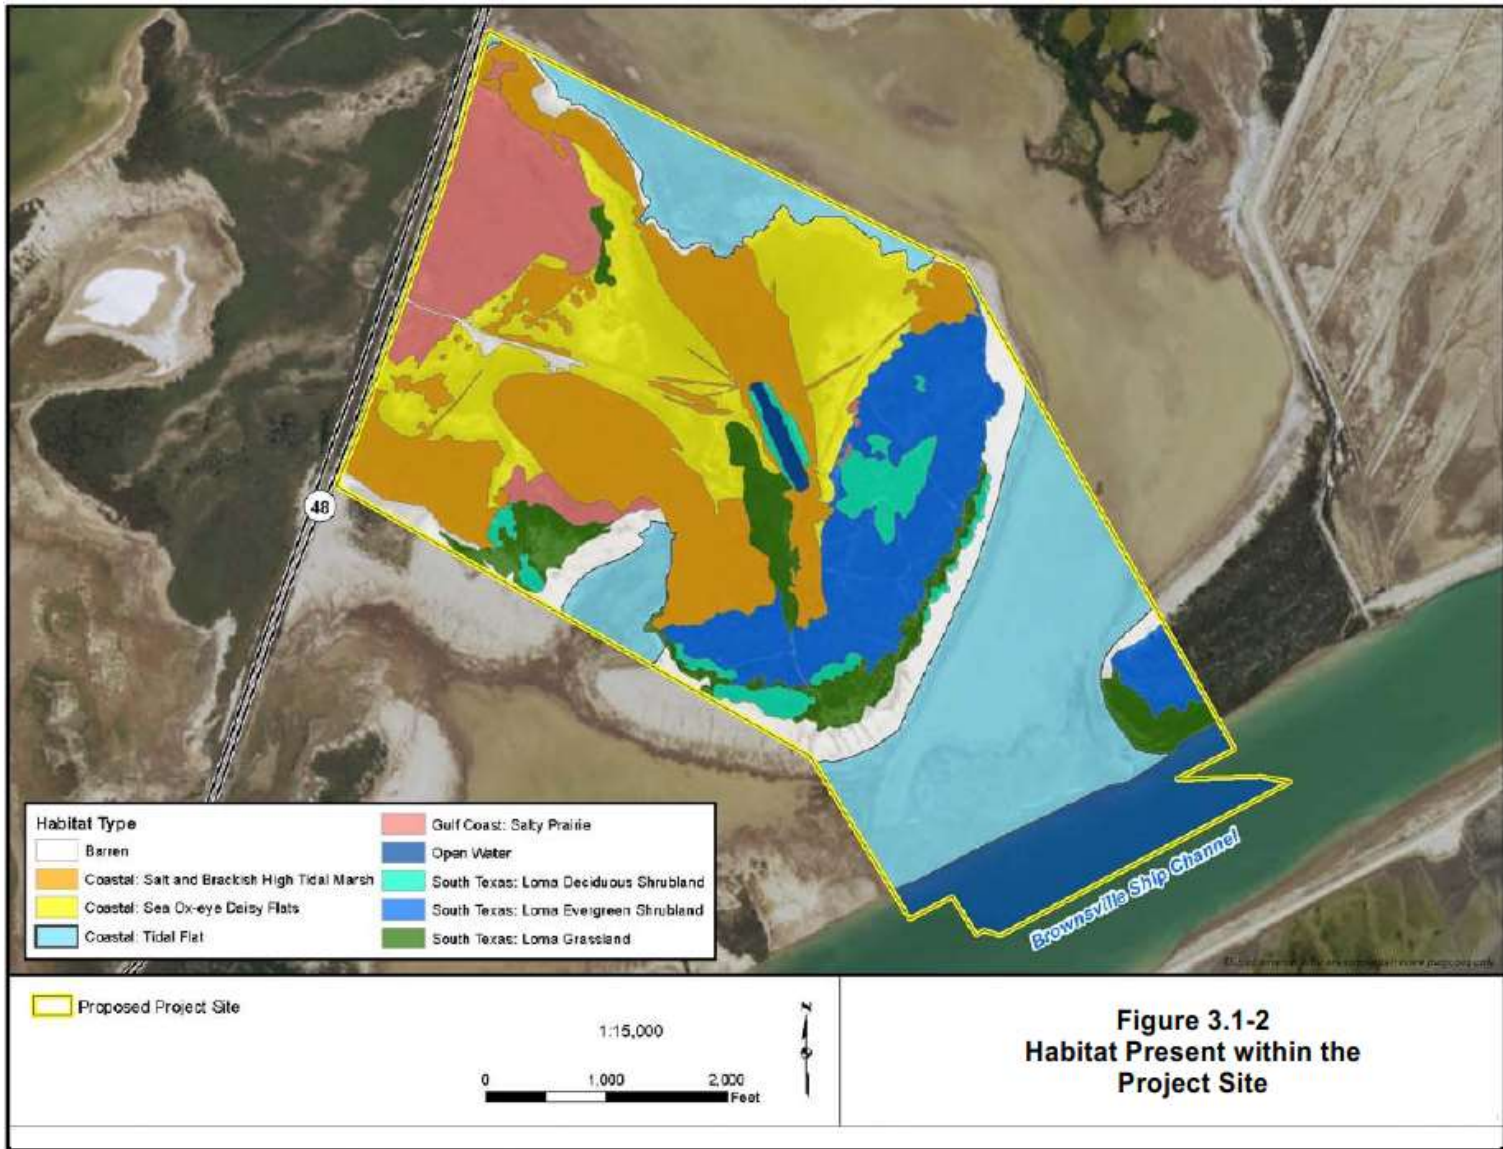 48
Brownsville Ship Channel
Habitat Type
Barren
Coastal: Salt and Brackish High Tidal Marsh
Coastal: Sea Ox-eye Daisy Flats
Coastal: Tidal Flat
Gulf Coast: Salty Prairie
Open Water
South Texas: Loma Deciduous Shrubland
South Texas: Loma Evergreen Shrubland
South Texas: Loma Grassland
Proposed Project Site
1:15,000
0 1,000 2,000
Feet
N
Figure 3.1-2
Habitat Present within the
Project Site